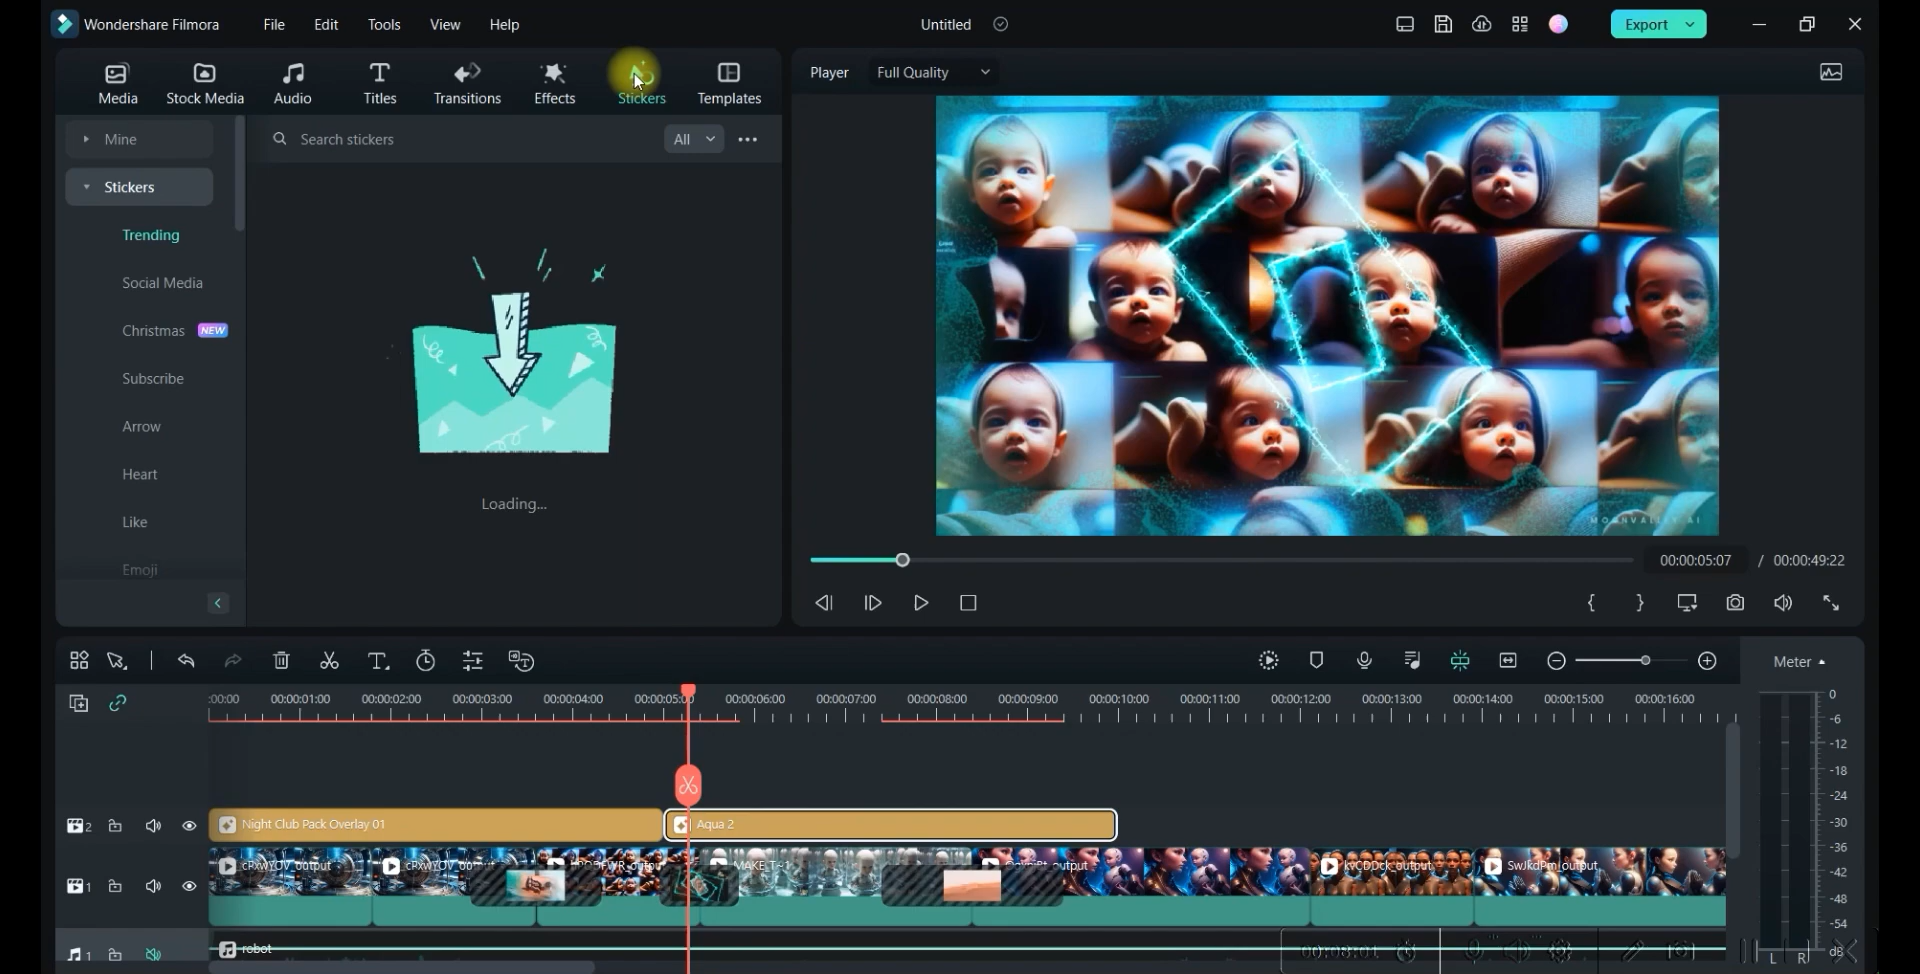 Wondershare Filmora File Edit Tools View Help Untitled Export
Media Stock Media Audio Titles Transitions Effects Stickers Templates
Player Full Quality
Mine
Search stickers All
Stickers
Trending
Social Media
Christmas NEW
Subscribe
Arrow
Heart
Like
Emoji
Loading...
MOONVALLEY AI
00:00:05:07 / 00:00:49:22
Meter
:00:00 00:00:01:00 00:00:02:00 00:00:03:00 00:00:04:00 00:00:05:00 00:00:06:00 00:00:07:00 00:00:08:00 00:00:09:00 00:00:10:00 00:00:11:00 00:00:12:00 00:00:13:00 00:00:14:00 00:00:15:00 00:00:16:00
0
-6
-12
-18
-24
-30
-36
-42
-48
-54
dB
2 Night Club Pack Overlay 01 Aqua 2
cRxwYOV_output cRxwYOV_output MAKE T~1 kvCDDck_output SwJkdPm_output
1
1 robot
00:08:01
L R